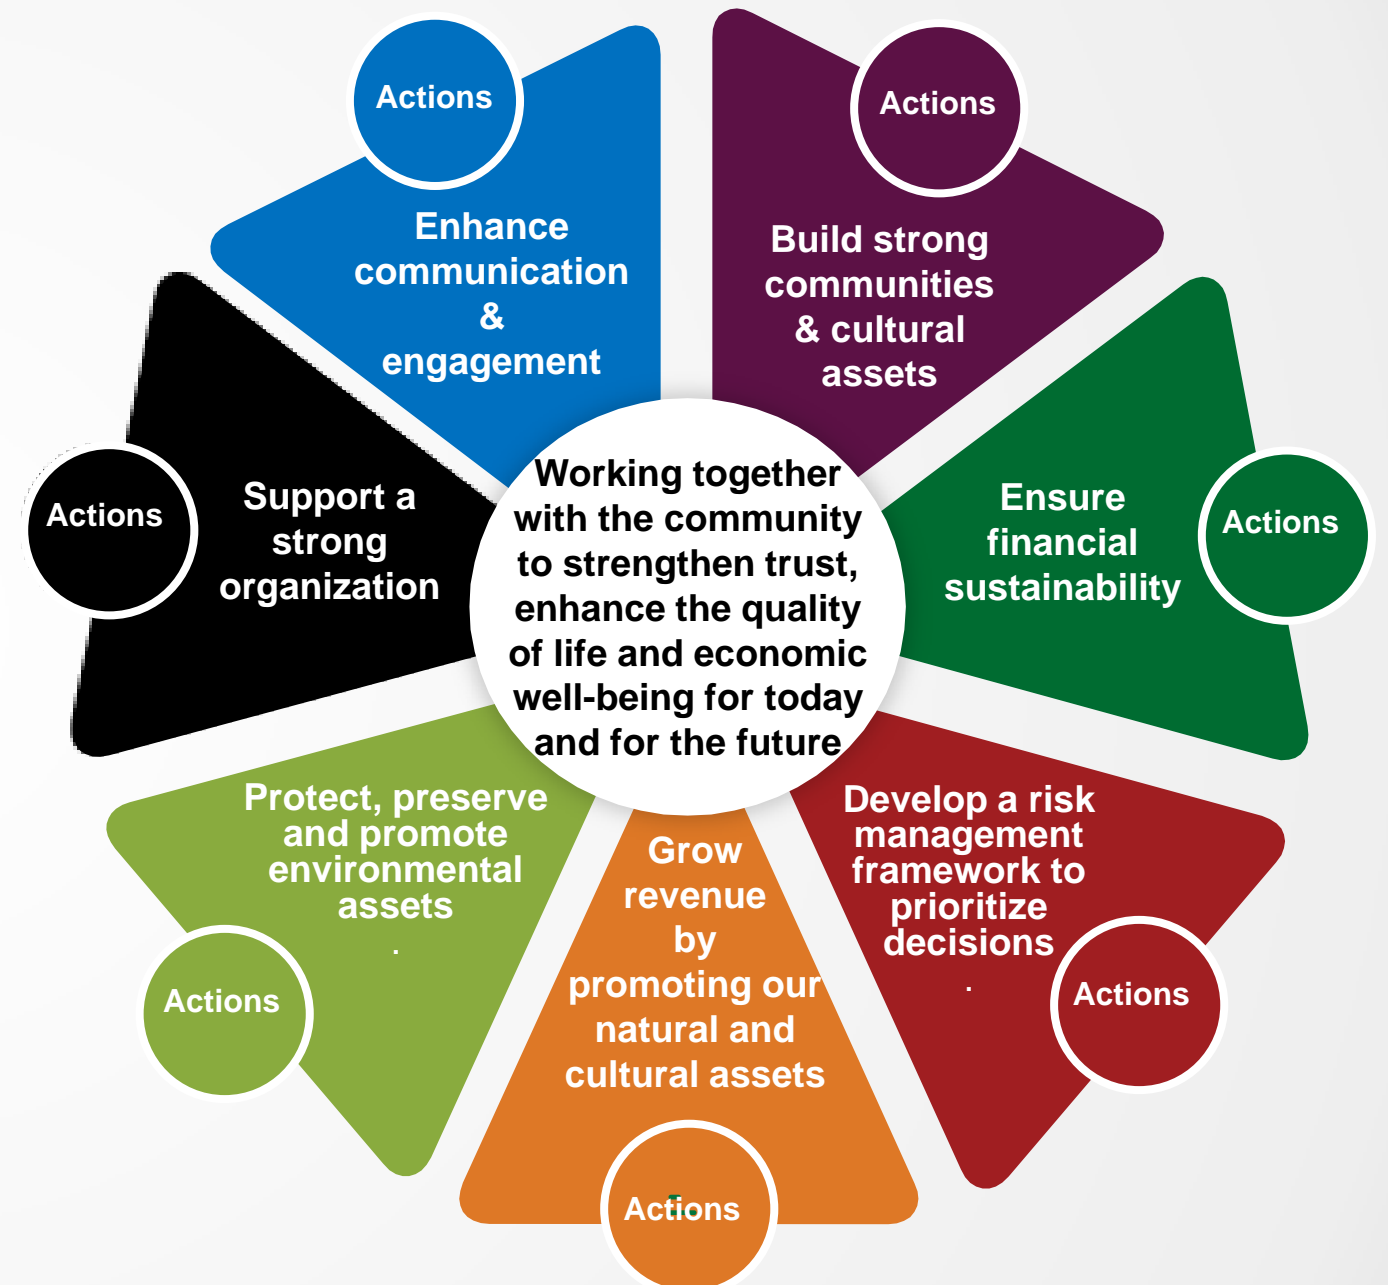 Actions
Enhance
communication
&
engagement
Actions
Build strong
communities
& cultural
assets
Actions
Support a
strong
organization
Working together
with the community
to strengthen trust,
enhance the quality
of life and economic
well-being for today
and for the future
Ensure
financial
sustainability
Actions
Protect, preserve
and promote
environmental
assets
.
Actions
Grow
revenue
by
promoting our
natural and
cultural assets
Actions
Develop a risk
management
framework to
prioritize
decisions
.
Actions